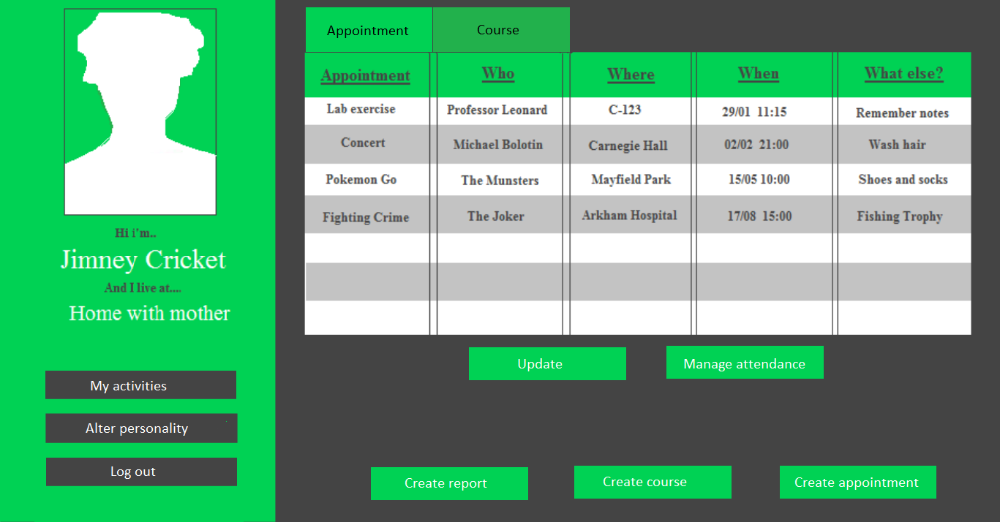 Hi i'm..
Jimney Cricket
And I live at....
Home with mother
My activities
Alter personality
Log out
Appointment Course
Appointment Who Where When What else?
Lab exercise Professor Leonard C-123 29/01 11:15 Remember notes
Concert Michael Bolotin Carnegie Hall 02/02 21:00 Wash hair
Pokemon Go The Munsters Mayfield Park 15/05 10:00 Shoes and socks
Fighting Crime The Joker Arkham Hospital 17/08 15:00 Fishing Trophy
Update Manage attendance
Create report Create course Create appointment